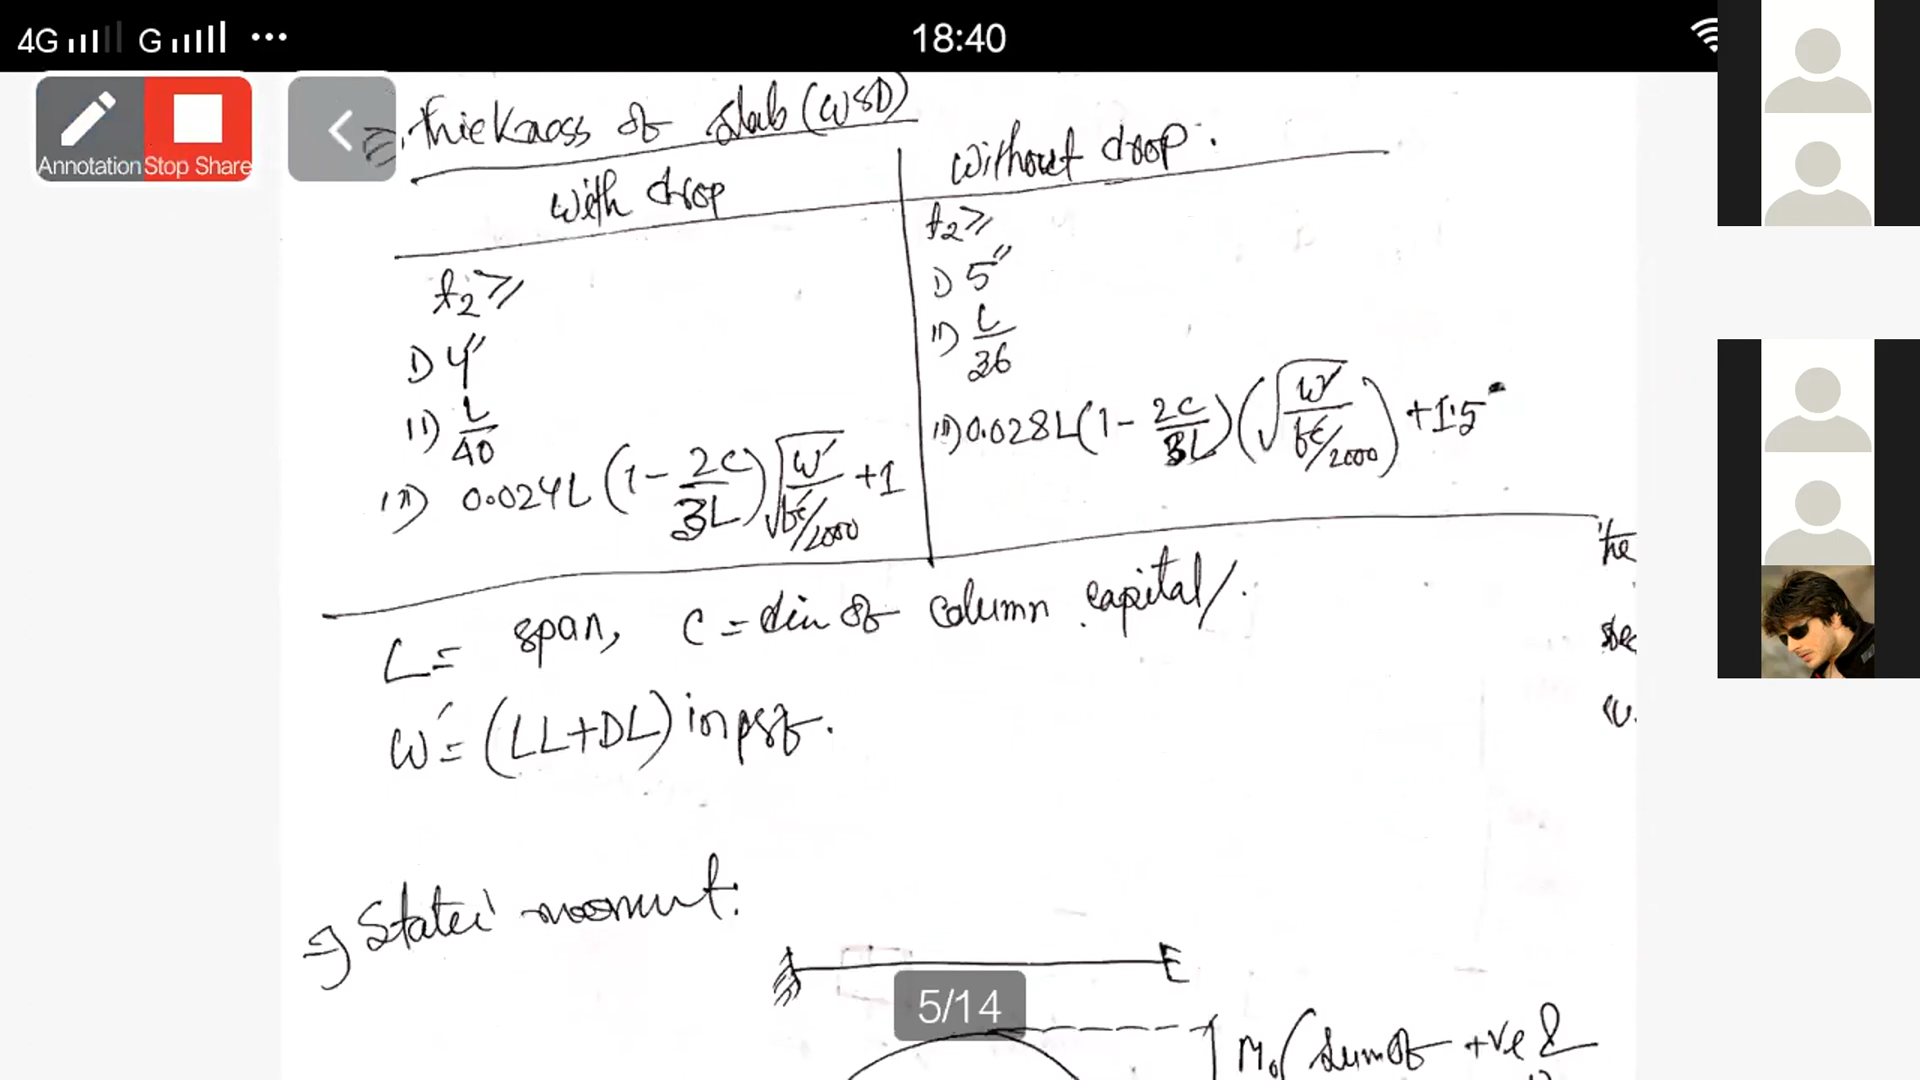 4G G ... 18:40
Annotation Stop Share
thickness of slab (WSD)
with drop
without drop:
t₂ ≥
I) 4"
II) L/40
III) 0.024L (1 - 2C/3L) √(w'/(fc'/2000)) +1
t₂ ≥
I) 5"
II) L/36
III) 0.028L (1 - 2C/3L) (√(w'/(fc'/2000))) +1.5"
L = span, C = dia of column capital/.
w' = (LL+DL) in psf.
⇒ Static moment:
5/14
M₀ (sum of +ve &